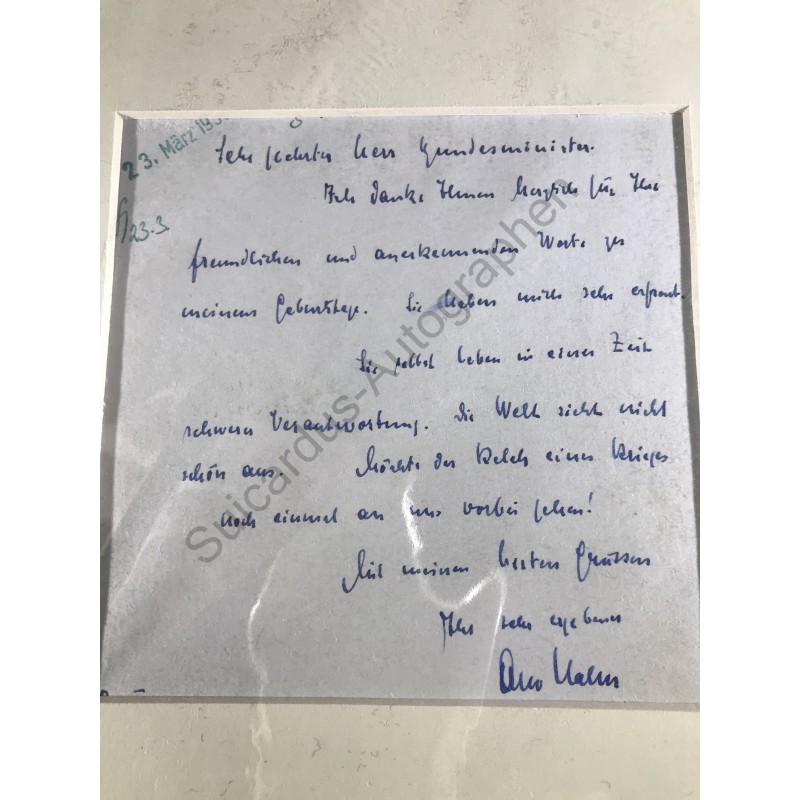 23. März 195
23.3.
Sehr geehrter Herr Bundesminister.
Ich danke Ihnen herzlich für Ihre
freundlichen und anerkennenden Worte zu
meinem Geburtstage. Sie haben mich sehr erfreut.
Sie selbst leben in einer Zeit
schwerer Verantwortung. Die Welt sieht nicht
schön aus. Möchte der Kelch eines Krieges
noch einmal an uns vorbei gehen!
Mit meinen besten Grüssen
Ihr sehr ergebener
Otto Hahn
Suicardus-Autographen